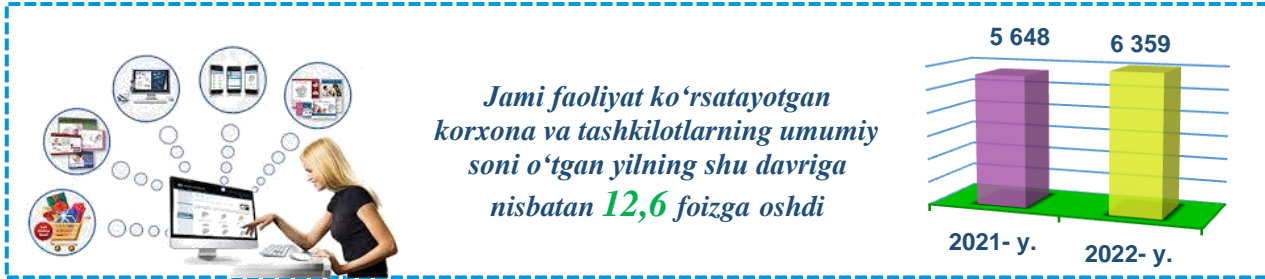 Jami faoliyat ko‘rsatayotgan
korxona va tashkilotlarning umumiy
soni o‘tgan yilning shu davriga
nisbatan 12,6 foizga oshdi
5 648
6 359
2021- y.
2022- y.